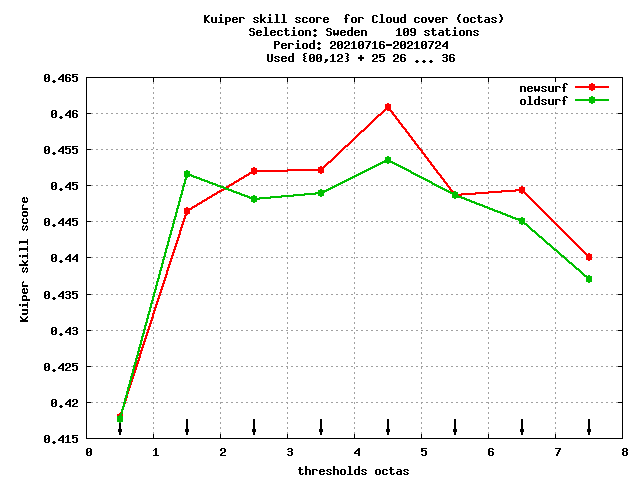 Kuiper skill score  for Cloud cover (octas)
Selection: Sweden    109 stations
Period: 20210716-20210724
Used {00,12} + 25 26 ... 36
newsurf
oldsurf
0.465
0.46
0.455
0.45
0.445
0.44
0.435
0.43
0.425
0.42
0.415
Kuiper skill score
0 1 2 3 4 5 6 7 8
thresholds octas